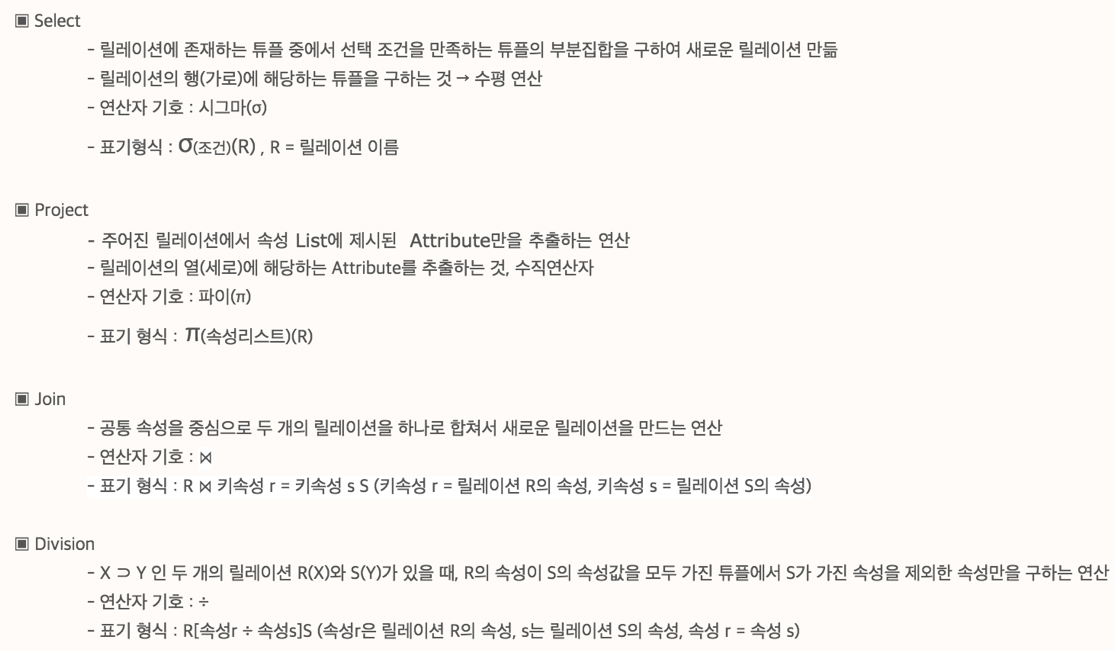 ▣ Select
- 릴레이션에 존재하는 튜플 중에서 선택 조건을 만족하는 튜플의 부분집합을 구하여 새로운 릴레이션 만듦
- 릴레이션의 행(가로)에 해당하는 튜플을 구하는 것 → 수평 연산
- 연산자 기호 : 시그마(σ)
- 표기형식 : σ(조건)(R) , R = 릴레이션 이름
▣ Project
- 주어진 릴레이션에서 속성 List에 제시된 Attribute만을 추출하는 연산
- 릴레이션의 열(세로)에 해당하는 Attribute를 추출하는 것, 수직연산자
- 연산자 기호 : 파이(π)
- 표기 형식 : π(속성리스트)(R)
▣ Join
- 공통 속성을 중심으로 두 개의 릴레이션을 하나로 합쳐서 새로운 릴레이션을 만드는 연산
- 연산자 기호 : ⋈
- 표기 형식 : R ⋈ 키속성 r = 키속성 s S (키속성 r = 릴레이션 R의 속성, 키속성 s = 릴레이션 S의 속성)
▣ Division
- X ⊃ Y 인 두 개의 릴레이션 R(X)와 S(Y)가 있을 때, R의 속성이 S의 속성값을 모두 가진 튜플에서 S가 가진 속성을 제외한 속성만을 구하는 연산
- 연산자 기호 : ÷
- 표기 형식 : R[속성r ÷ 속성s]S (속성r은 릴레이션 R의 속성, s는 릴레이션 S의 속성, 속성 r = 속성 s)